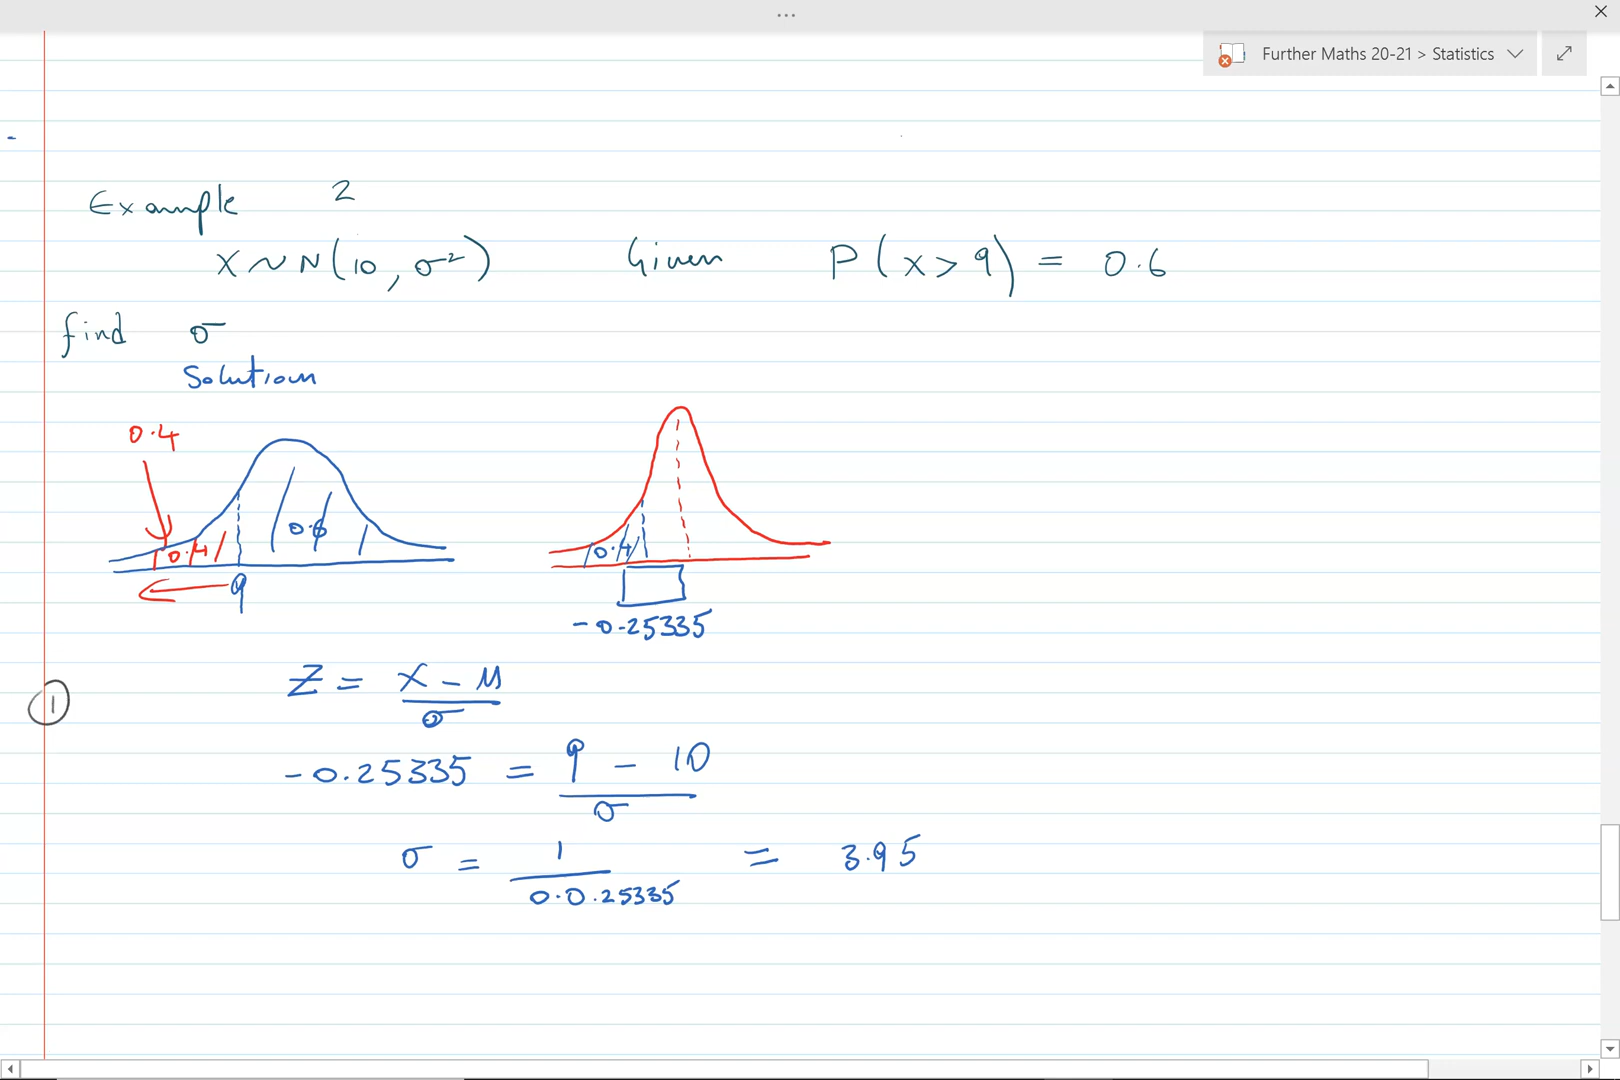 Further Maths 20-21 > Statistics
Example 2
X ~ N(10, σ²) Given P(X > 9) = 0.6
find σ
Solution
0.4
0.4
0.6
9
0.4
-0.25335
①
Z = X - μ / σ
-0.25335 = 9 - 10 / σ
σ = 1 / 0.0.25335 = 3.95